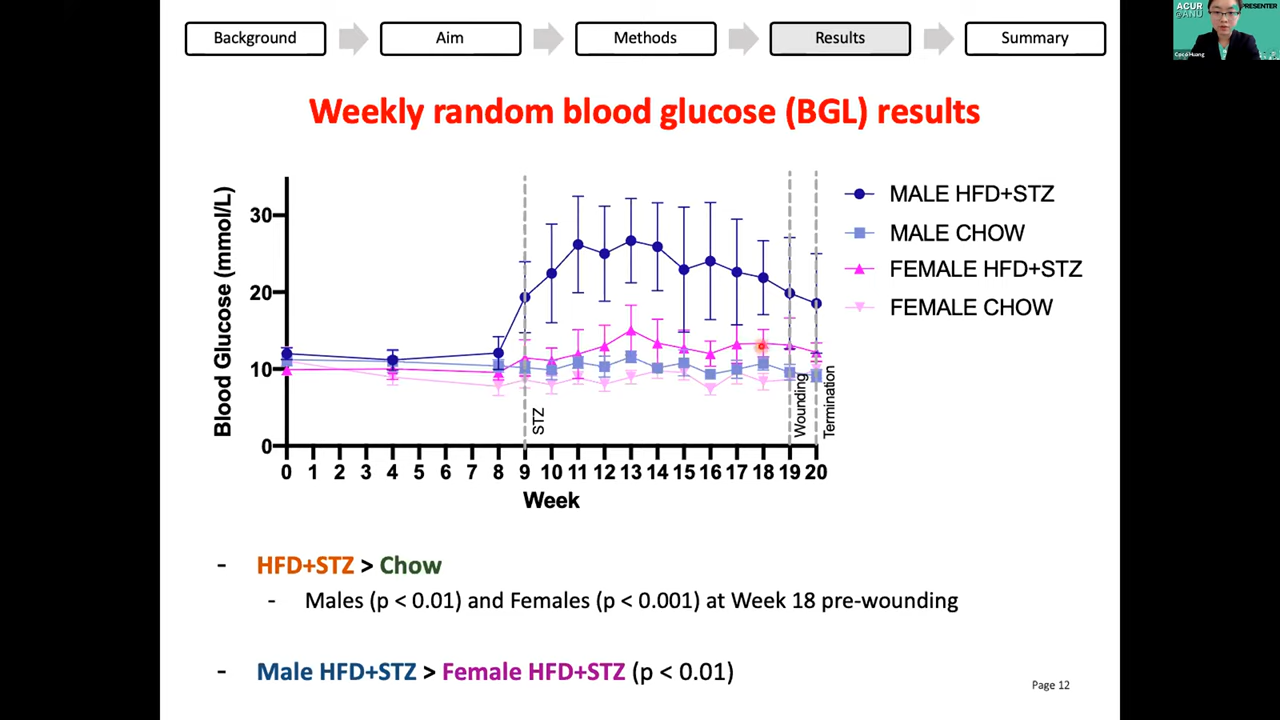 Background
Aim
Methods
Results
Summary
ACUR
@ANU
PRESENTER
Coco Huang
Weekly random blood glucose (BGL) results
Blood Glucose (mmol/L)
30
20
10
0
STZ
Wounding
Termination
0 1 2 3 4 5 6 7 8 9 10 11 12 13 14 15 16 17 18 19 20
Week
MALE HFD+STZ
MALE CHOW
FEMALE HFD+STZ
FEMALE CHOW
- HFD+STZ > Chow
- Males (p < 0.01) and Females (p < 0.001) at Week 18 pre-wounding
- Male HFD+STZ > Female HFD+STZ (p < 0.01)
Page 12